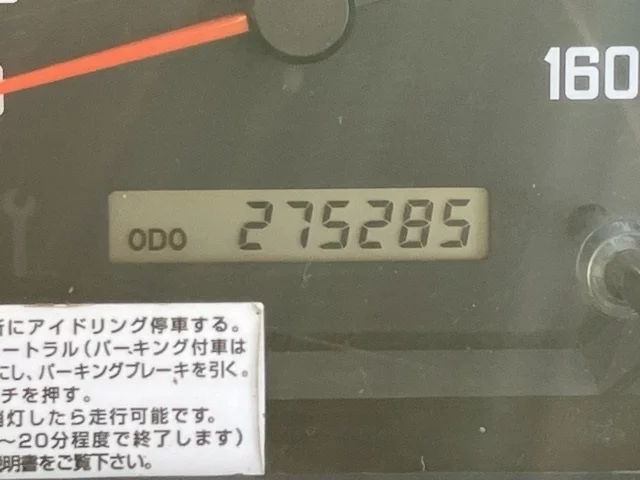 160
ODO 275285
にアイドリング停車する。
ートラル(パーキング付車は
にし、パーキングブレーキを引く。
チを押す。
灯したら走行可能です。
～20分程度で終了します)
明書をご覧下さい。